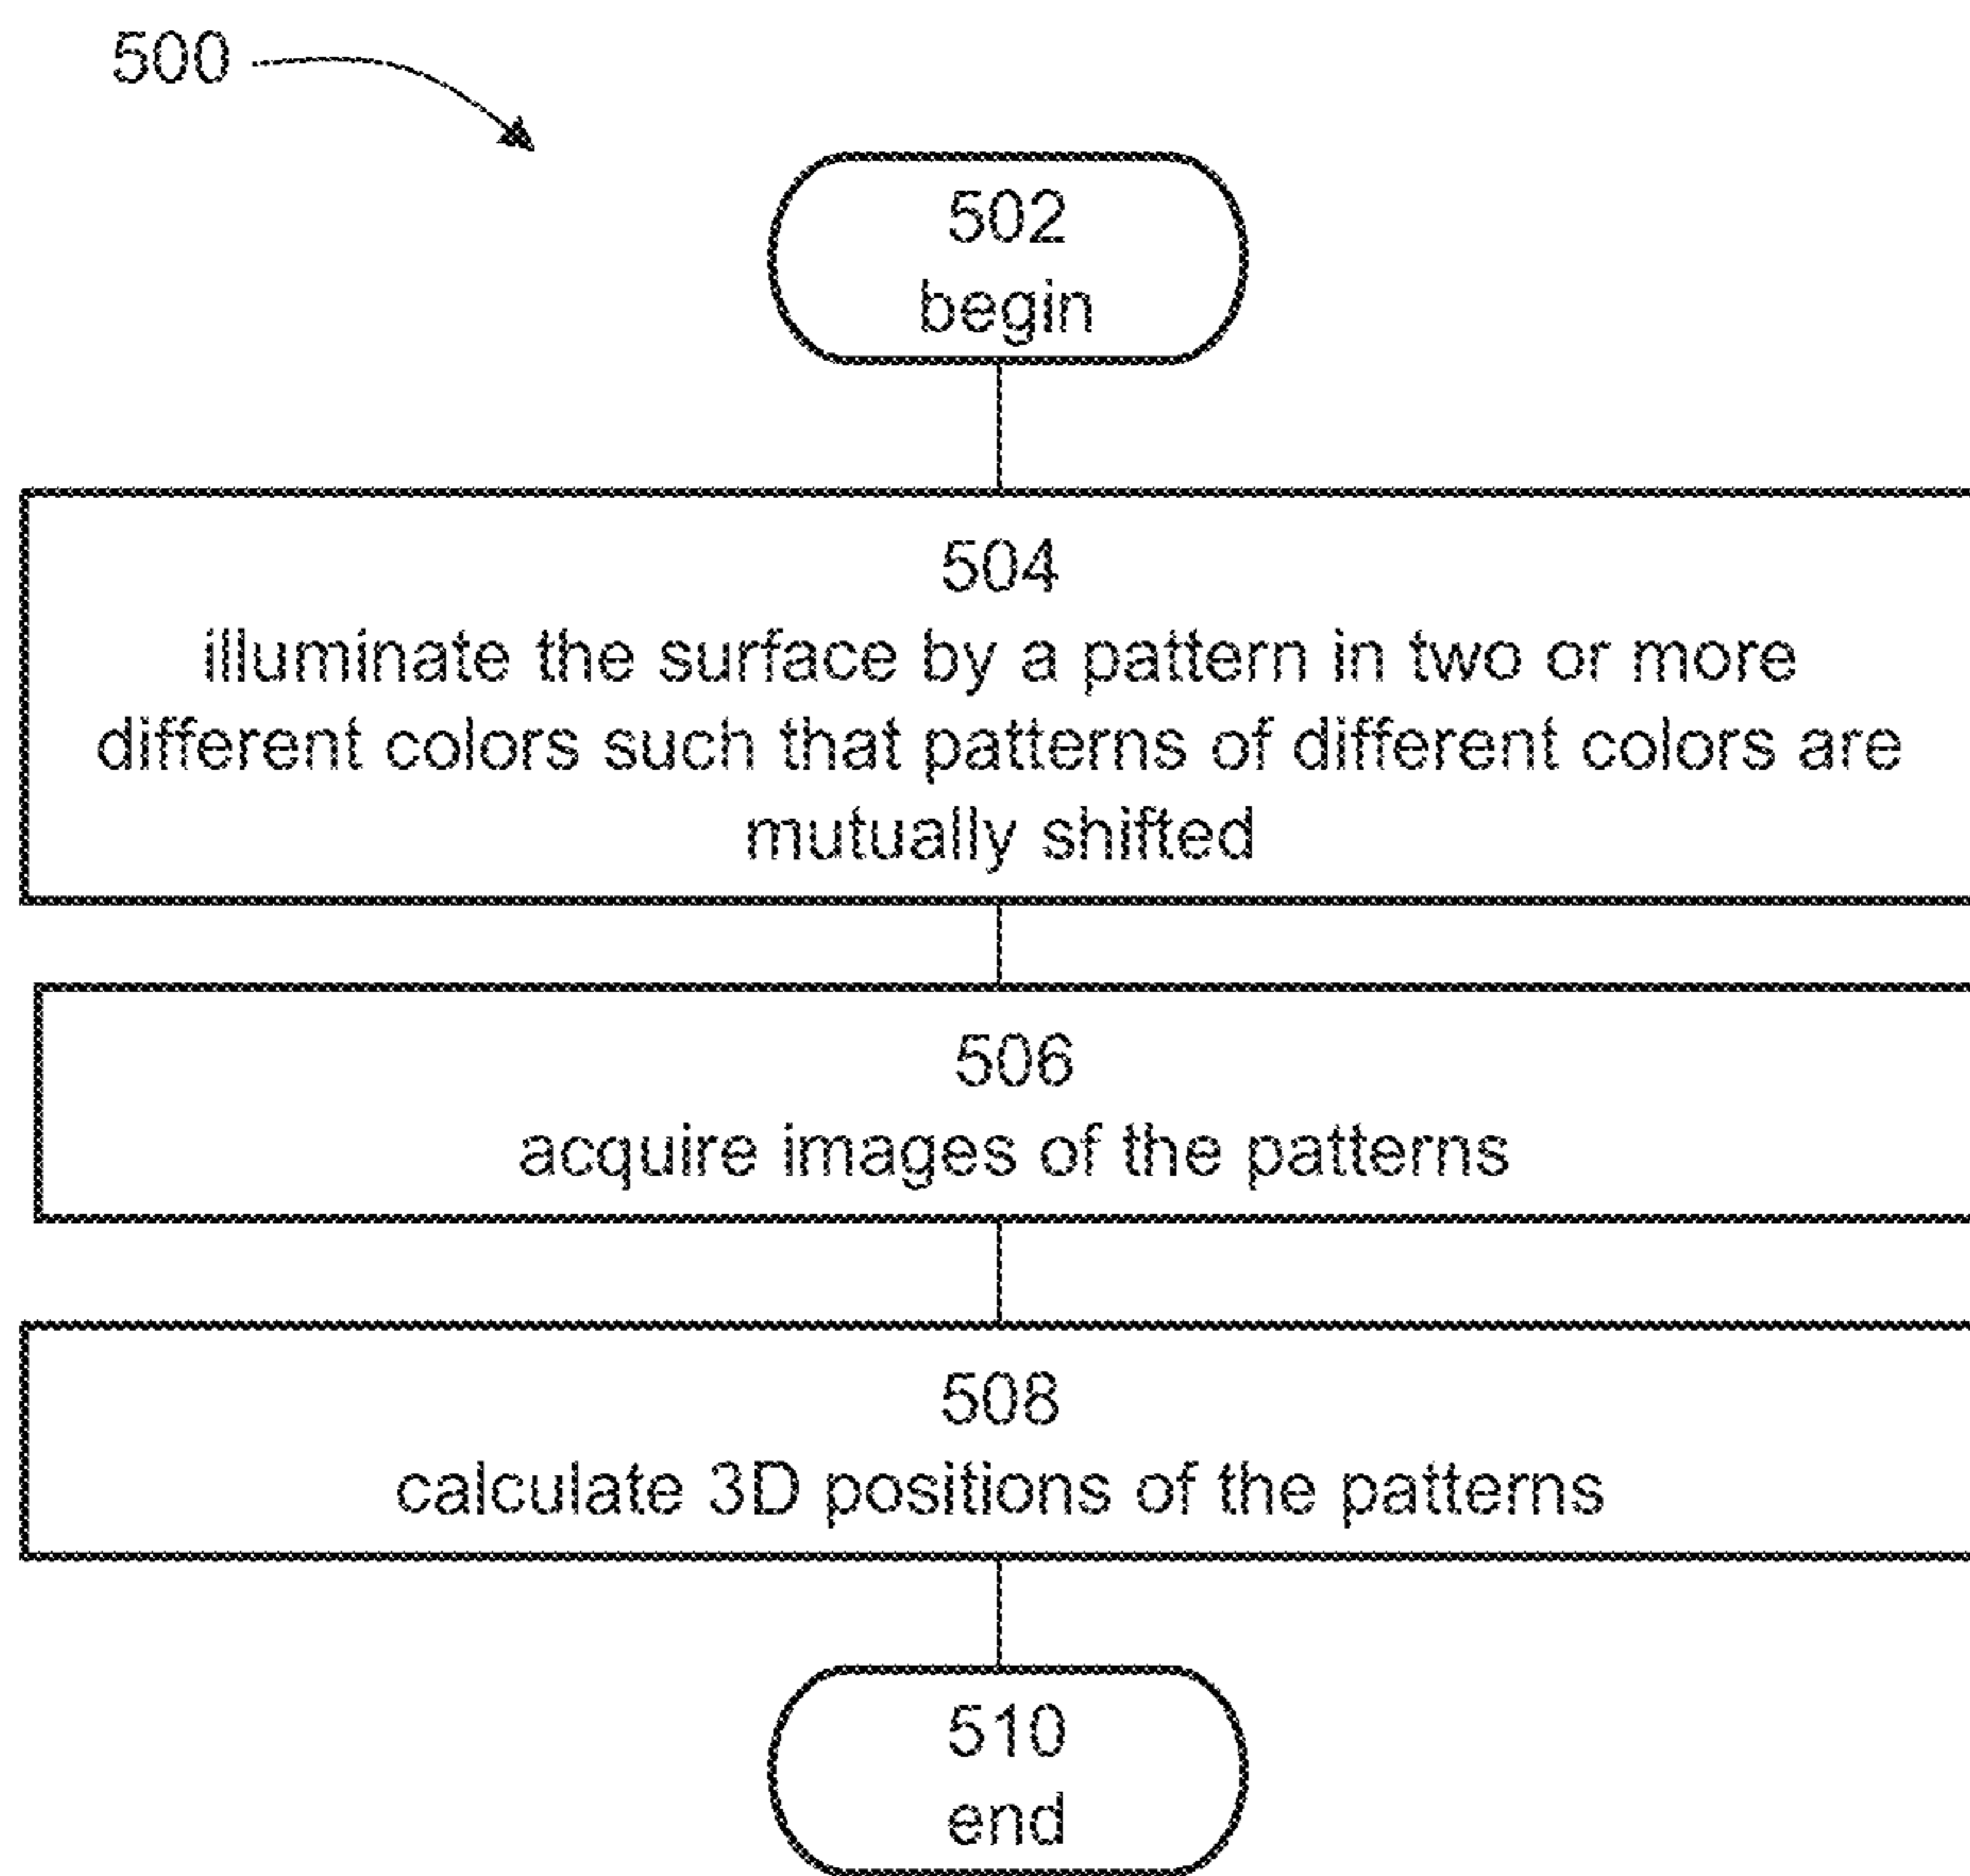 500
502
begin
504
illuminate the surface by a pattern in two or more
different colors such that patterns of different colors are
mutually shifted
506
acquire images of the patterns
508
calculate 3D positions of the patterns
510
end